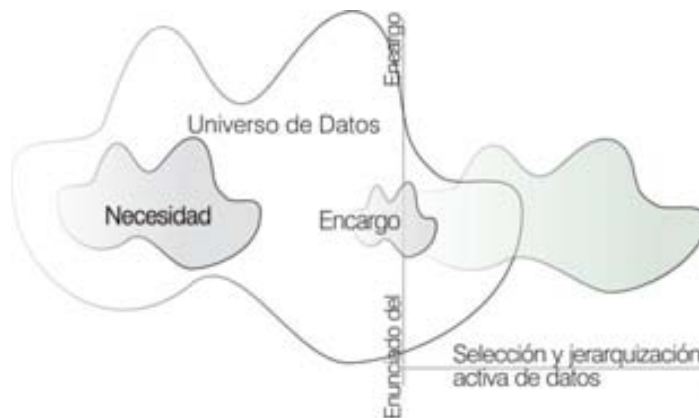 Universo de Datos
Necesidad
Encargo
Enunciado del Encargo
Selección y jerarquización
activa de datos